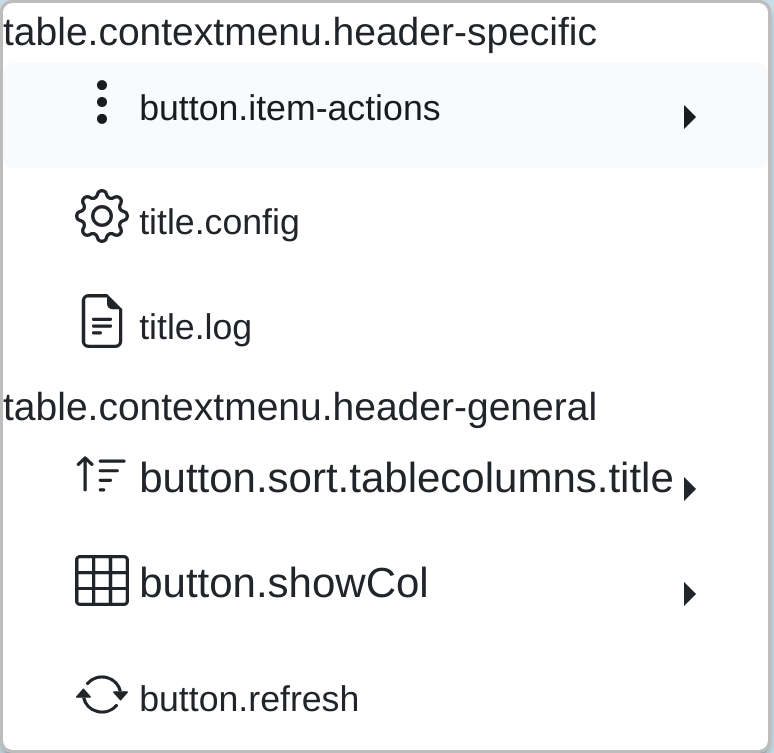 table.contextmenu.header-specific
button.item-actions
title.config
title.log
table.contextmenu.header-general
button.sort.tablecolumns.title
button.showCol
button.refresh